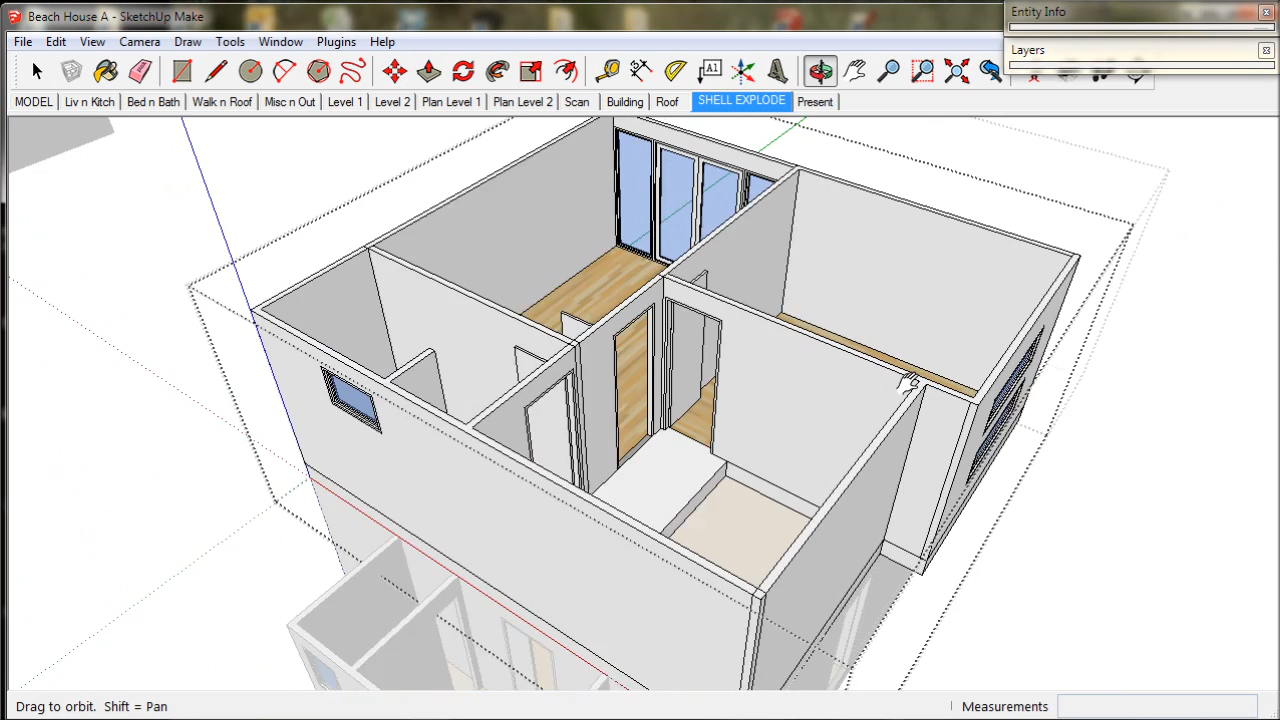 Beach House A - SketchUp Make
Entity Info
File Edit View Camera Draw Tools Window Plugins Help
Layers
A1
MODEL Liv n Kitch Bed n Bath Walk n Roof Misc n Out Level 1 Level 2 Plan Level 1 Plan Level 2 Scan Building Roof SHELL EXPLODE Present
Drag to orbit. Shift = Pan
Measurements